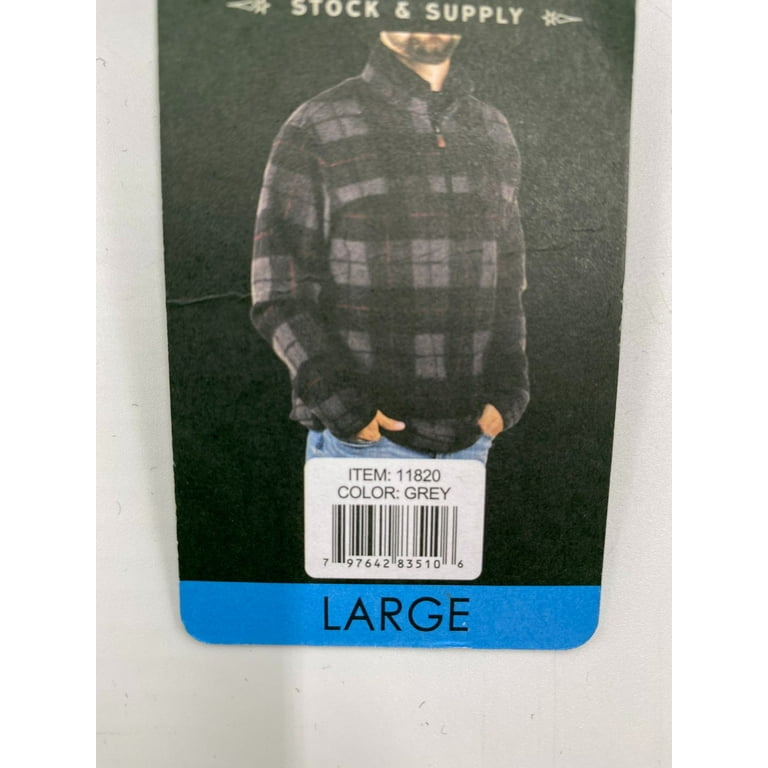 STOCK & SUPPLY
ITEM: 11820
COLOR: GREY
7 97642 83510 6
LARGE